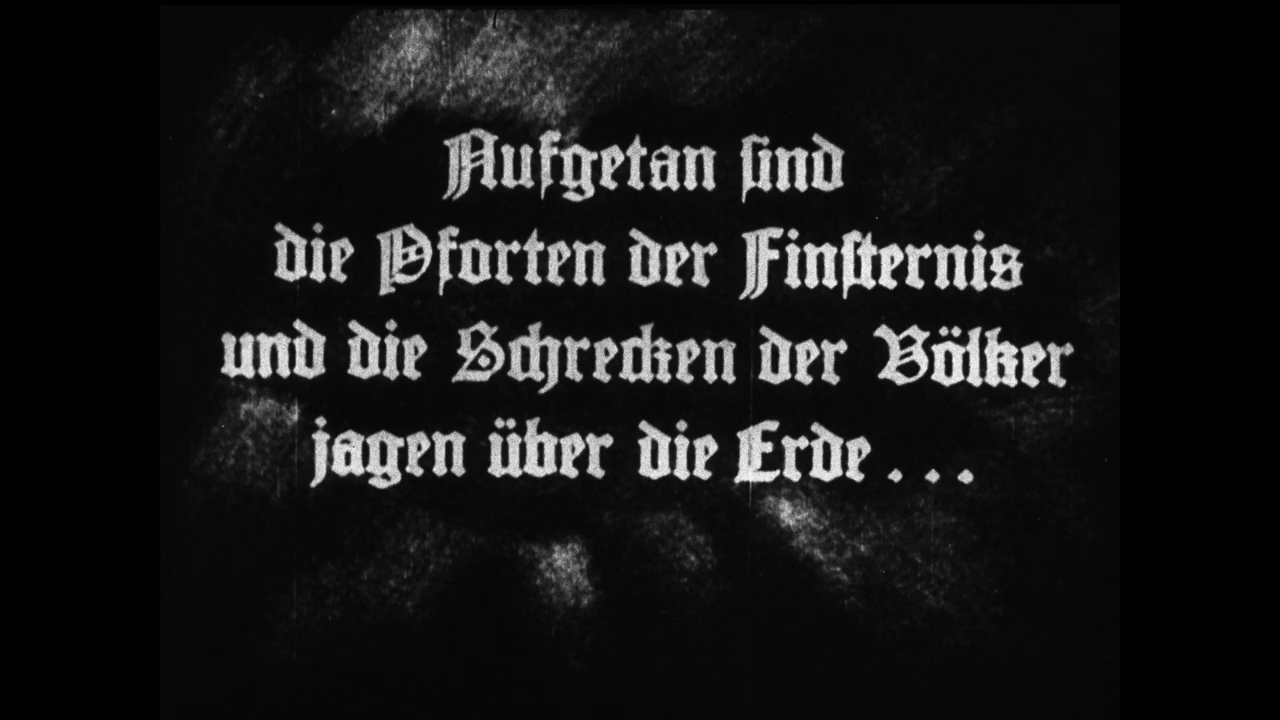 Aufgetan ſind
die Pforten der Finſternis
und die Schrecken der Völker
jagen über die Erde . . .